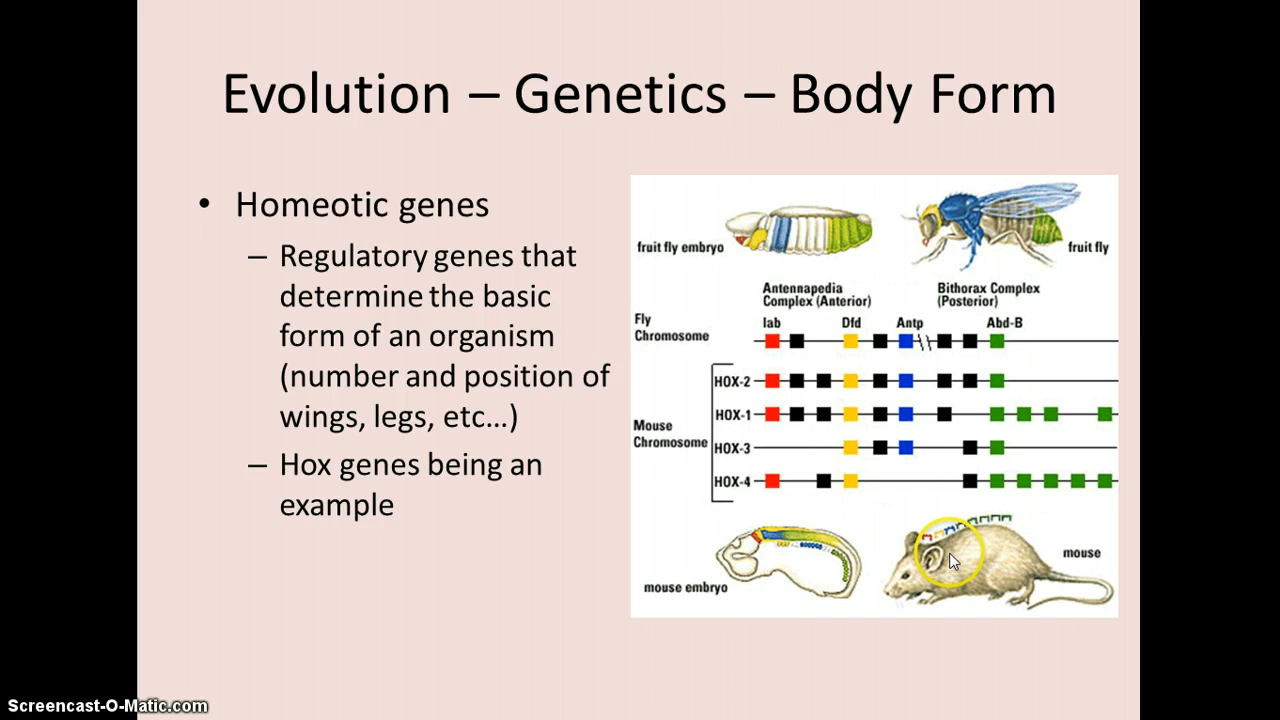 Evolution – Genetics – Body Form
• Homeotic genes
– Regulatory genes that
determine the basic
form of an organism
(number and position of
wings, legs, etc…)
– Hox genes being an
example
fruit fly embryo
fruit fly
Antennapedia
Complex (Anterior)
Bithorax Complex
(Posterior)
Fly
Chromosome
lab
Dfd
Antp
Abd-B
Mouse
Chromosome
HOX-2
HOX-1
HOX-3
HOX-4
mouse embryo
mouse
Screencast-O-Matic.com